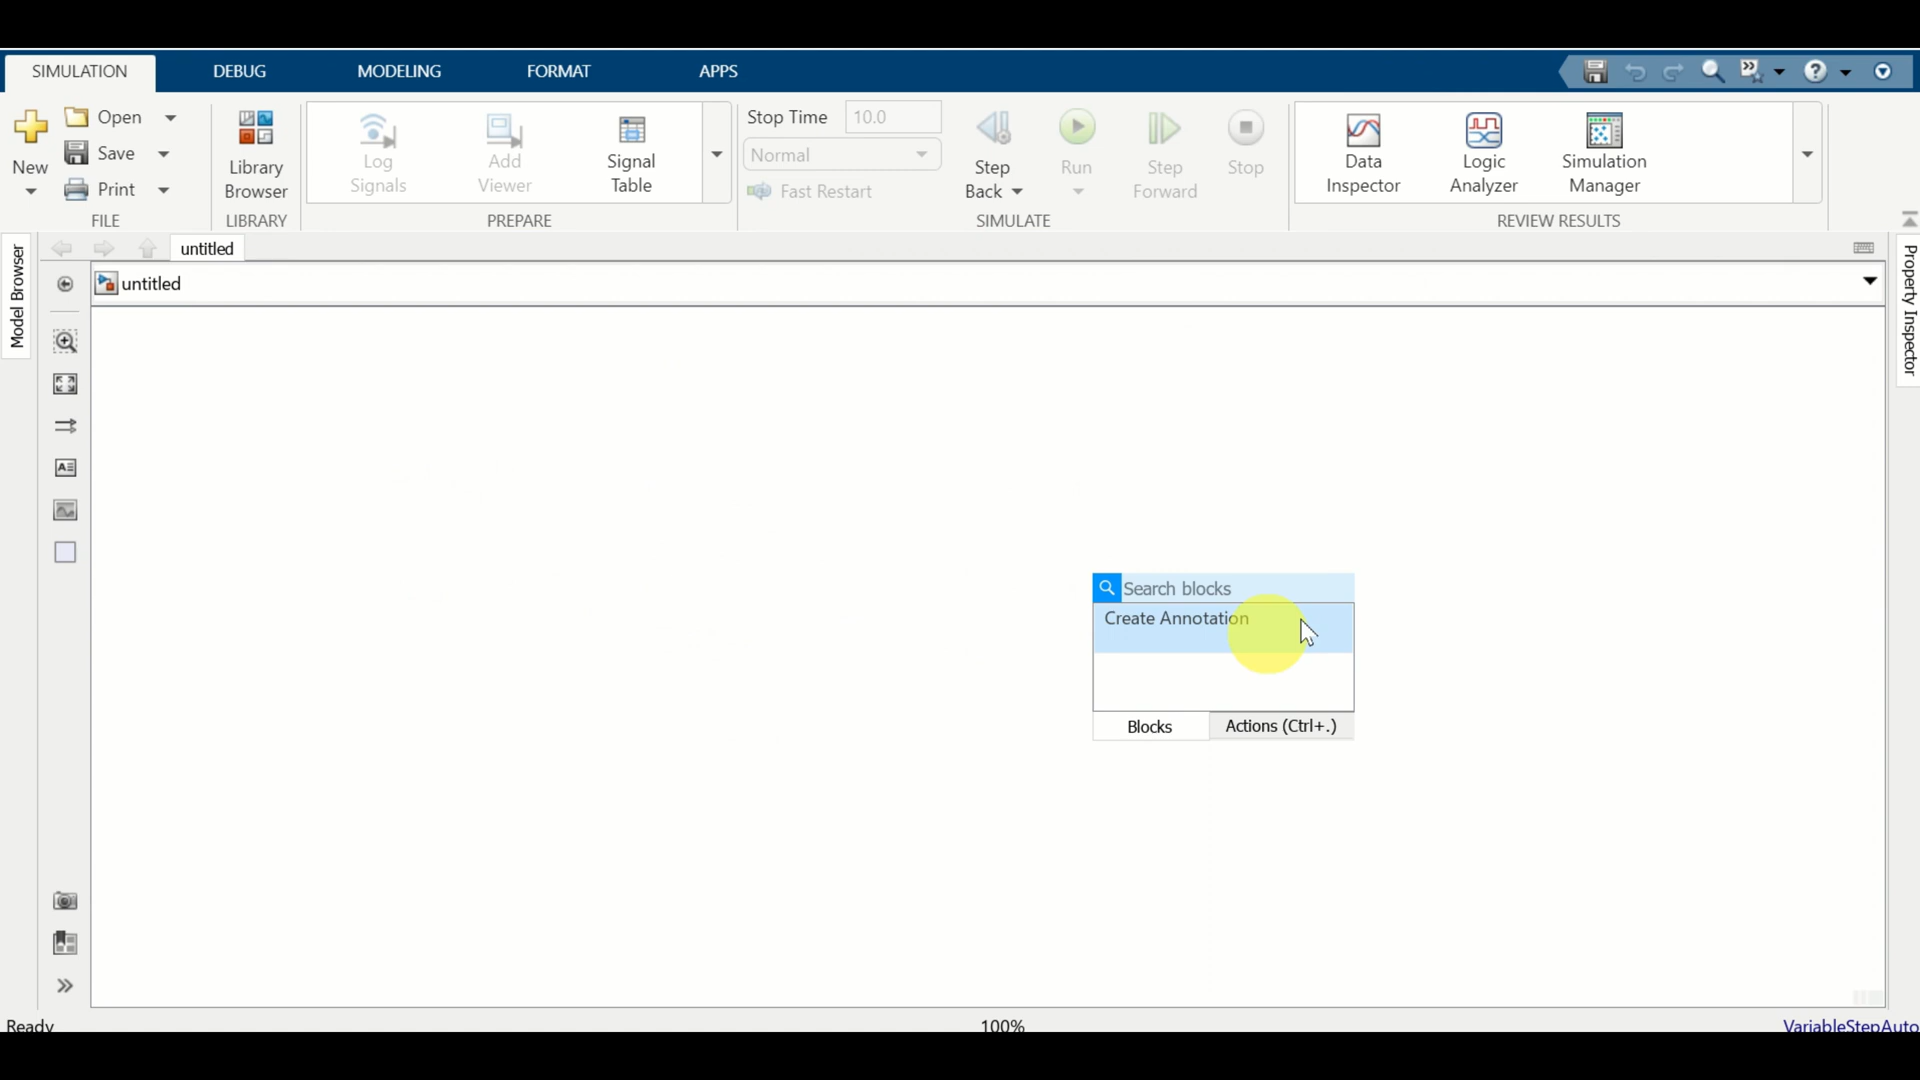 SIMULATION DEBUG MODELING FORMAT APPS
New
Open
Save
Print
FILE
Library
Browser
LIBRARY
Log
Signals
Add
Viewer
Signal
Table
PREPARE
Stop Time 10.0
Normal
Fast Restart
Step
Back
Run
Step
Forward
Stop
SIMULATE
Data
Inspector
Logic
Analyzer
Simulation
Manager
REVIEW RESULTS
Model Browser
untitled
untitled
Property Inspector
Search blocks
Create Annotation
Blocks Actions (Ctrl+.)
Ready 100% VariableStepAuto